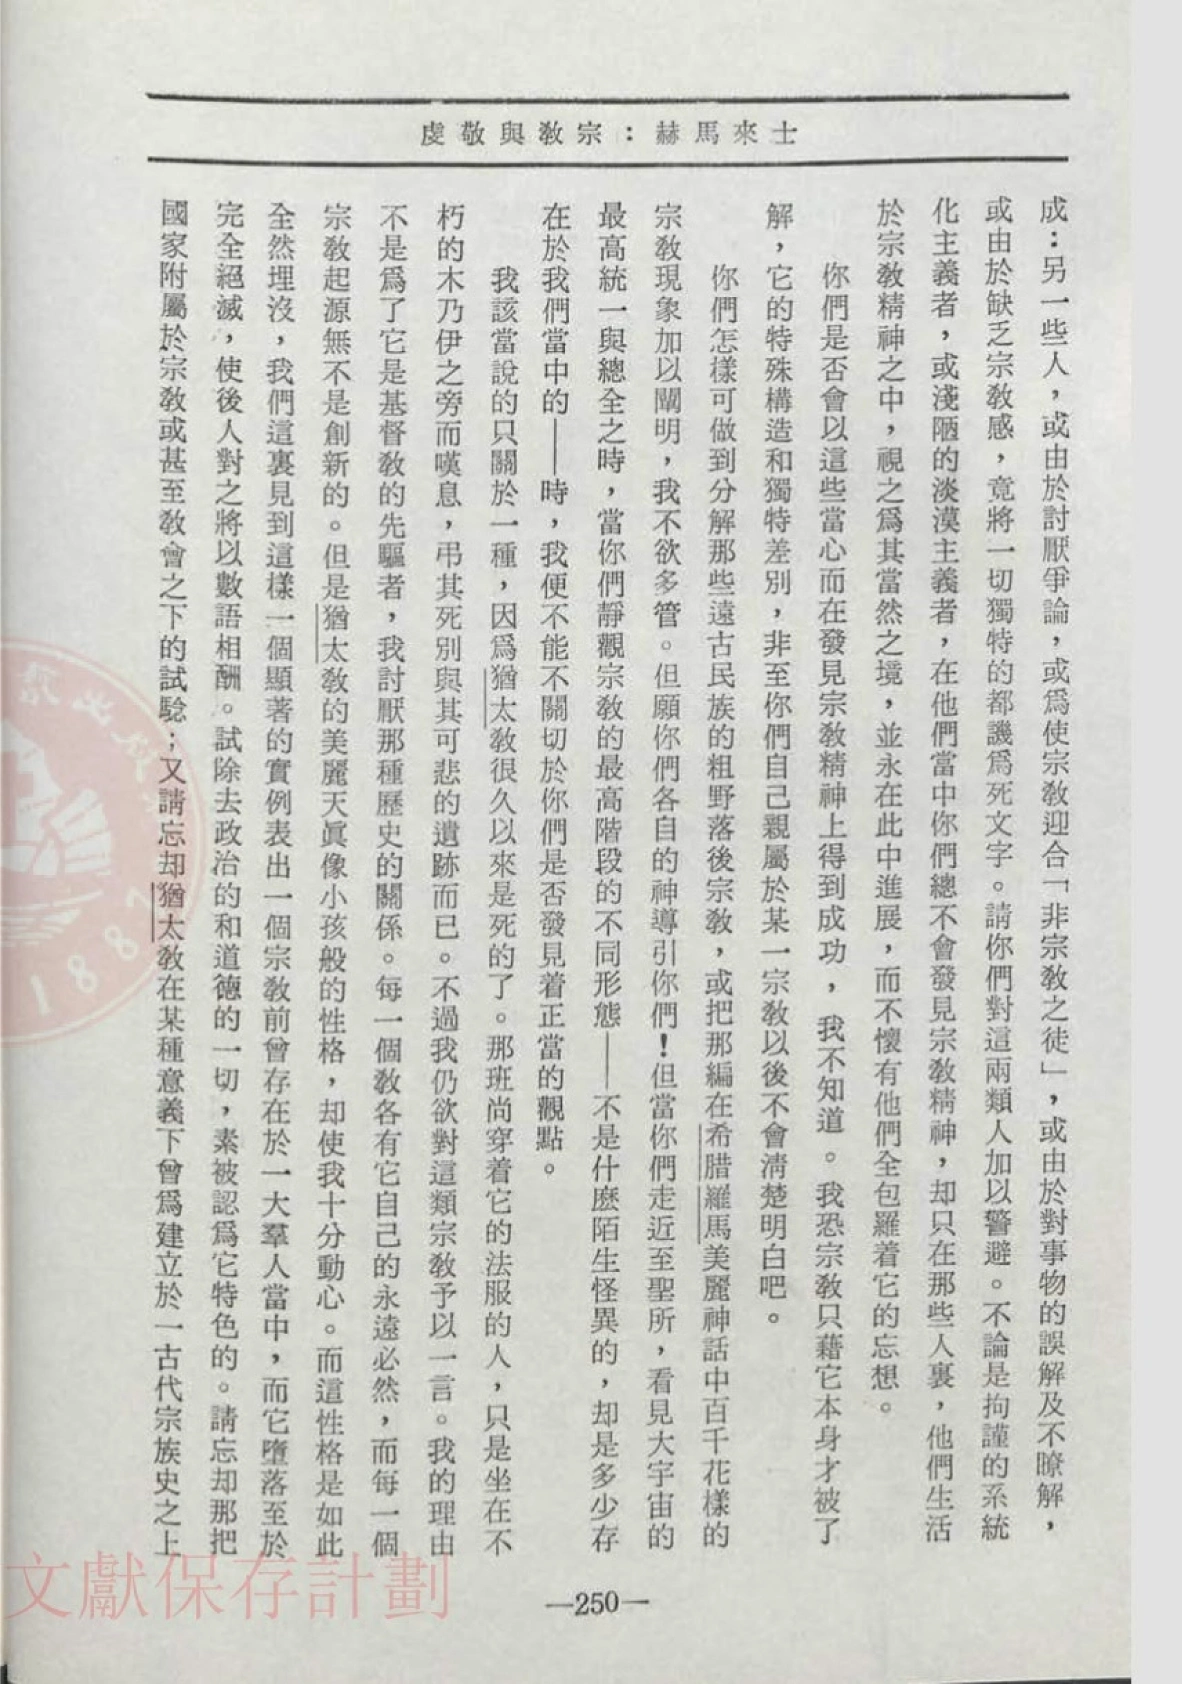 士來馬赫：宗教與敬虔
成：另一些人，或由於討厭爭論，或爲使宗教迎合「非宗教之徒」，或由於對事物的誤解及不瞭解，
或由於缺乏宗教感，竟將一切獨特的都譏爲死文字。請你們對這兩類人加以警避。不論是拘謹的系統
化主義者，或淺陋的淡漠主義者，在他們當中你們總不會發見宗教精神，却只在那些人裏，他們生活
於宗教精神之中，視之爲其當然之境，並永在此中進展，而不懷有他們全包羅着它的忘想。
你們是否會以這些當心而在發見宗教精神上得到成功，我不知道。我恐宗教只藉它本身才被了
解，它的特殊構造和獨特差別，非至你們自己親屬於某一宗教以後不會淸楚明白吧。
你們怎樣可做到分解那些遠古民族的粗野落後宗教，或把那編在希腊羅馬美麗神話中百千花樣的
宗教現象加以闡明，我不欲多管。但願你們各自的神導引你們！但當你們走近至聖所，看見大宇宙的
最高統一與總全之時，當你們靜觀宗教的最高階段的不同形態——不是什麽陌生怪異的，却是多少存
在於我們當中的——時，我便不能不關切於你們是否發見着正當的觀點。
我該當說的只關於一種，因爲猶太教很久以來是死的了。那班尚穿着它的法服的人，只是坐在不
朽的木乃伊之旁而嘆息，弔其死別與其可悲的遺跡而已。不過我仍欲對這類宗教予以一言。我的理由
不是爲了它是基督教的先驅者，我討厭那種歷史的關係。每一個教各有它自己的永遠必然，而每一個
宗教起源無不是創新的。但是猶太教的美麗天眞像小孩般的性格，却使我十分動心。而這性格是如此
全然埋沒，我們這裏見到這樣一個顯著的實例表出一個宗教前曾存在於一大羣人當中，而它墮落至於
完全絕滅，使後人對之將以數語相酬。試除去政治的和道德的一切，素被認爲它特色的。請忘却那把
國家附屬於宗教或甚至教會之下的試騐；又請忘却猶太教在某種意義下曾爲建立於一古代宗族史之上
—250—
文獻保存計劃
188